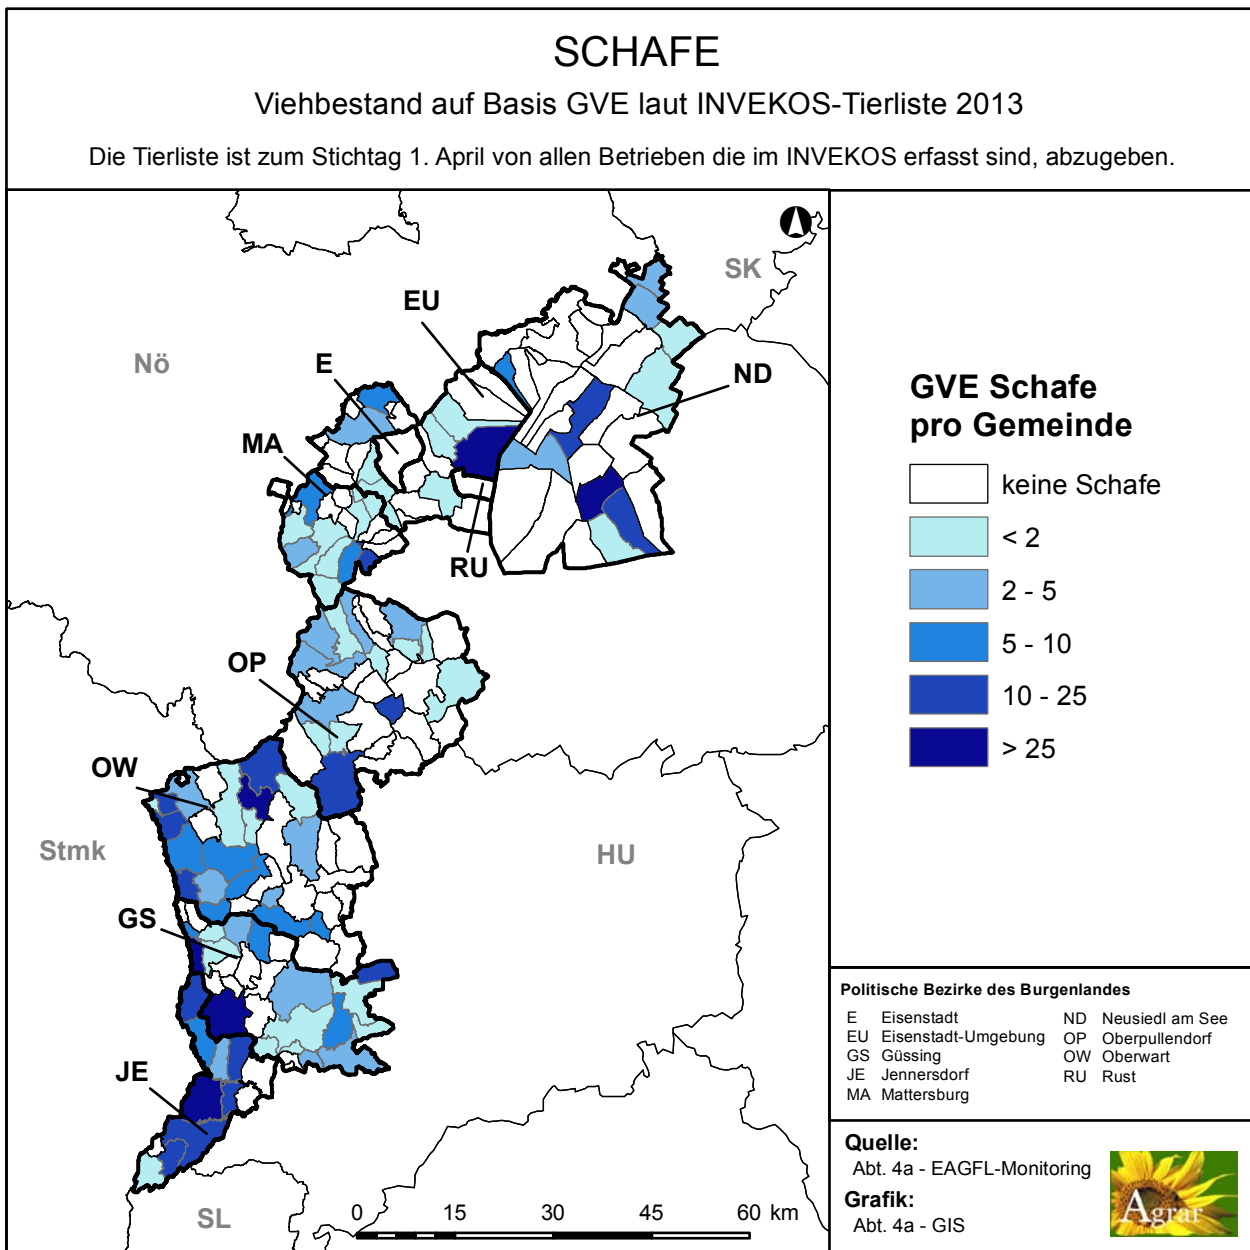 SCHAFE
Viehbestand auf Basis GVE laut INVEKOS-Tierliste 2013
Die Tierliste ist zum Stichtag 1. April von allen Betrieben die im INVEKOS erfasst sind, abzugeben.
SK
EU
Nö
E
ND
MA
RU
OP
OW
Stmk
HU
GS
JE
SL
0 15 30 45 60 km
GVE Schafe
pro Gemeinde
keine Schafe
< 2
2 - 5
5 - 10
10 - 25
> 25
Politische Bezirke des Burgenlandes
E Eisenstadt
EU Eisenstadt-Umgebung
GS Güssing
JE Jennersdorf
MA Mattersburg
ND Neusiedl am See
OP Oberpullendorf
OW Oberwart
RU Rust
Quelle:
Abt. 4a - EAGFL-Monitoring
Grafik:
Abt. 4a - GIS
Agrar